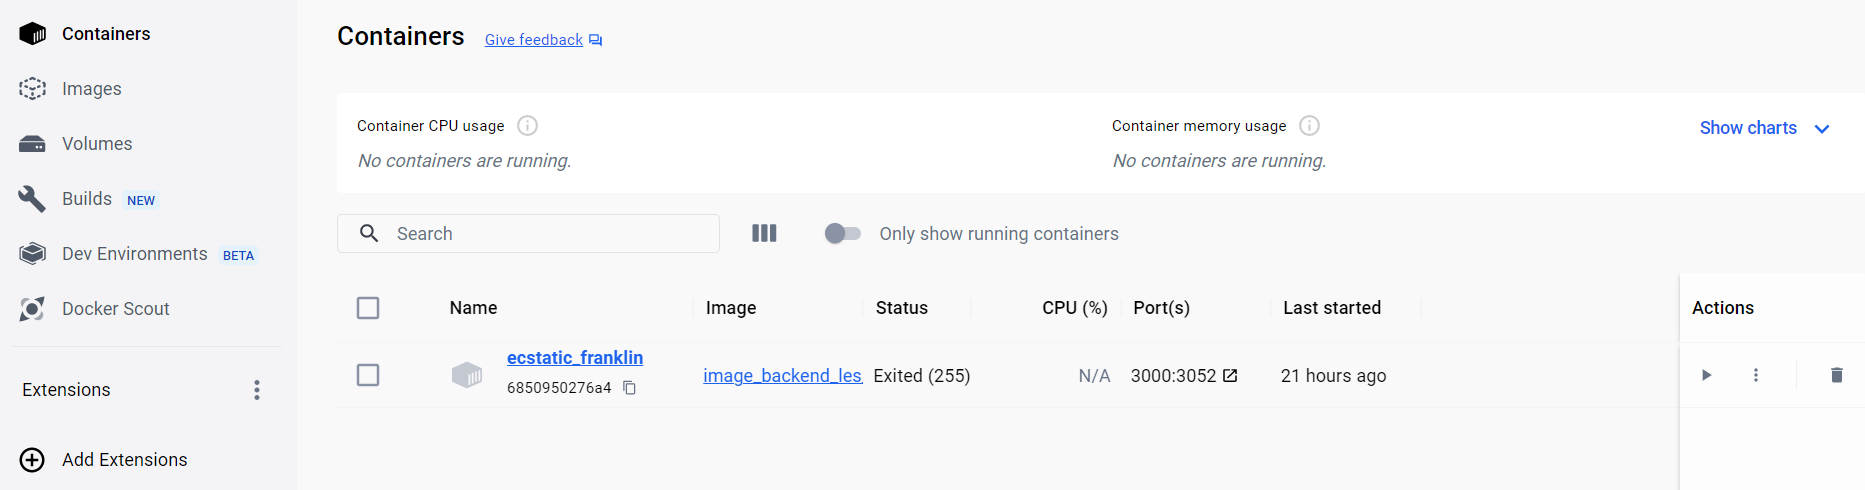 Containers
Images
Volumes
Builds NEW
Dev Environments BETA
Docker Scout
Extensions
Add Extensions
Containers Give feedback
Container CPU usage
No containers are running.
Container memory usage
No containers are running.
Show charts
Search
Only show running containers
Name Image Status CPU (%) Port(s) Last started Actions
ecstatic_franklin
6850950276a4
image_backend_les Exited (255) N/A 3000:3052 21 hours ago